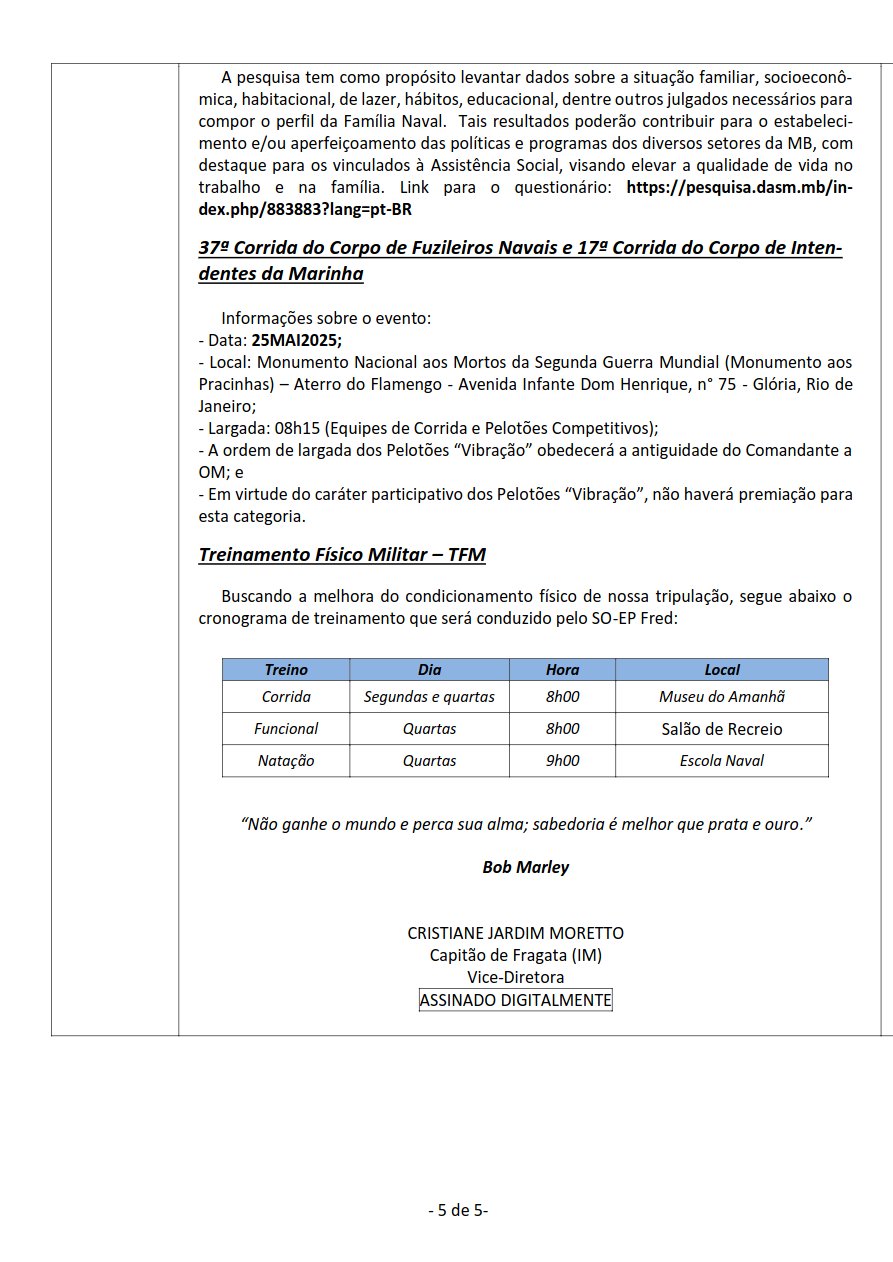 A pesquisa tem como propósito levantar dados sobre a situação familiar, socioeconô-
mica, habitacional, de lazer, hábitos, educacional, dentre outros julgados necessários para
compor o perfil da Família Naval.  Tais resultados poderão contribuir para o estabeleci-
mento e/ou aperfeiçoamento das políticas e programas dos diversos setores da MB, com
destaque para os vinculados à Assistência Social, visando elevar a qualidade de vida no
trabalho e na família. Link para o questionário: https://pesquisa.dasm.mb/in-
dex.php/883883?lang=pt-BR
37ª Corrida do Corpo de Fuzileiros Navais e 17ª Corrida do Corpo de Inten-
dentes da Marinha
Informações sobre o evento:
- Data: 25MAI2025;
- Local: Monumento Nacional aos Mortos da Segunda Guerra Mundial (Monumento aos
Pracinhas) – Aterro do Flamengo - Avenida Infante Dom Henrique, n° 75 - Glória, Rio de
Janeiro;
- Largada: 08h15 (Equipes de Corrida e Pelotões Competitivos);
- A ordem de largada dos Pelotões “Vibração” obedecerá a antiguidade do Comandante a
OM; e
- Em virtude do caráter participativo dos Pelotões “Vibração”, não haverá premiação para
esta categoria.
Treinamento Físico Militar – TFM
Buscando a melhora do condicionamento físico de nossa tripulação, segue abaixo o
cronograma de treinamento que será conduzido pelo SO-EP Fred:
Treino Dia Hora Local
Corrida Segundas e quartas 8h00 Museu do Amanhã
Funcional Quartas 8h00 Salão de Recreio
Natação Quartas 9h00 Escola Naval
“Não ganhe o mundo e perca sua alma; sabedoria é melhor que prata e ouro.”
Bob Marley
CRISTIANE JARDIM MORETTO
Capitão de Fragata (IM)
Vice-Diretora
ASSINADO DIGITALMENTE
- 5 de 5-